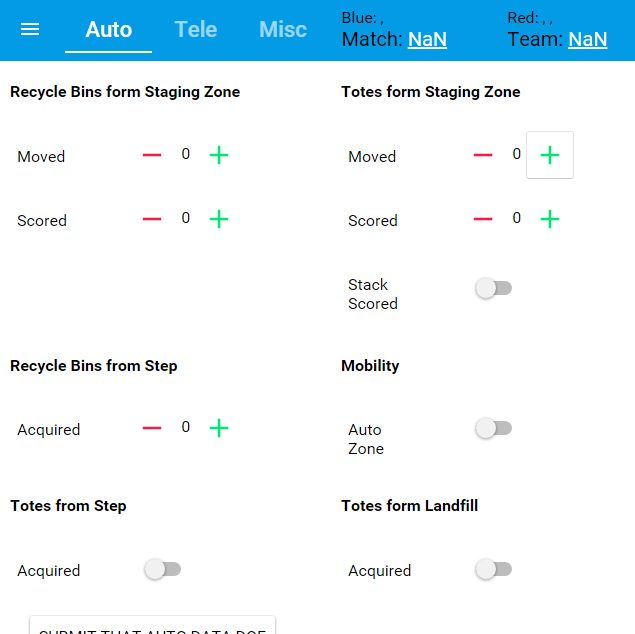 Auto Tele Misc
Blue: , Red: , ,
Match: NaN Team: NaN
Recycle Bins form Staging Zone Totes form Staging Zone
Moved 0 Moved 0
Scored 0 Scored 0
Stack
Scored
Recycle Bins from Step Mobility
Acquired 0 Auto
Zone
Totes from Step Totes form Landfill
Acquired Acquired
SUBMIT THAT AUTO DATA DOE